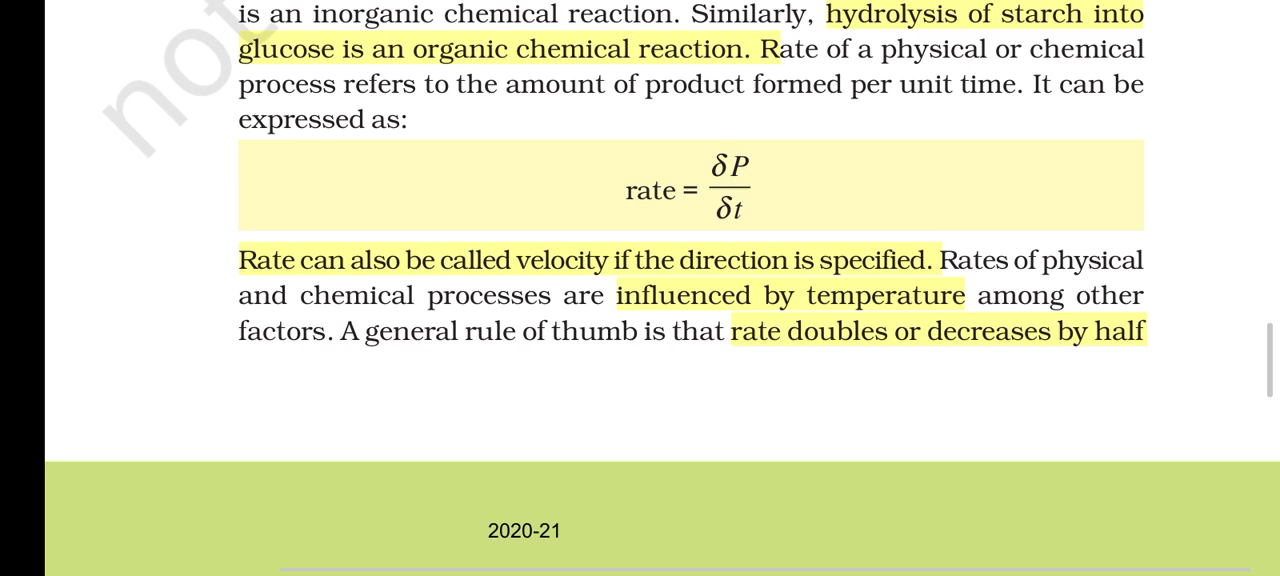 is an inorganic chemical reaction. Similarly, hydrolysis of starch into
glucose is an organic chemical reaction. Rate of a physical or chemical
process refers to the amount of product formed per unit time. It can be
expressed as:
rate = δP/δt
Rate can also be called velocity if the direction is specified. Rates of physical
and chemical processes are influenced by temperature among other
factors. A general rule of thumb is that rate doubles or decreases by half
not
2020-21